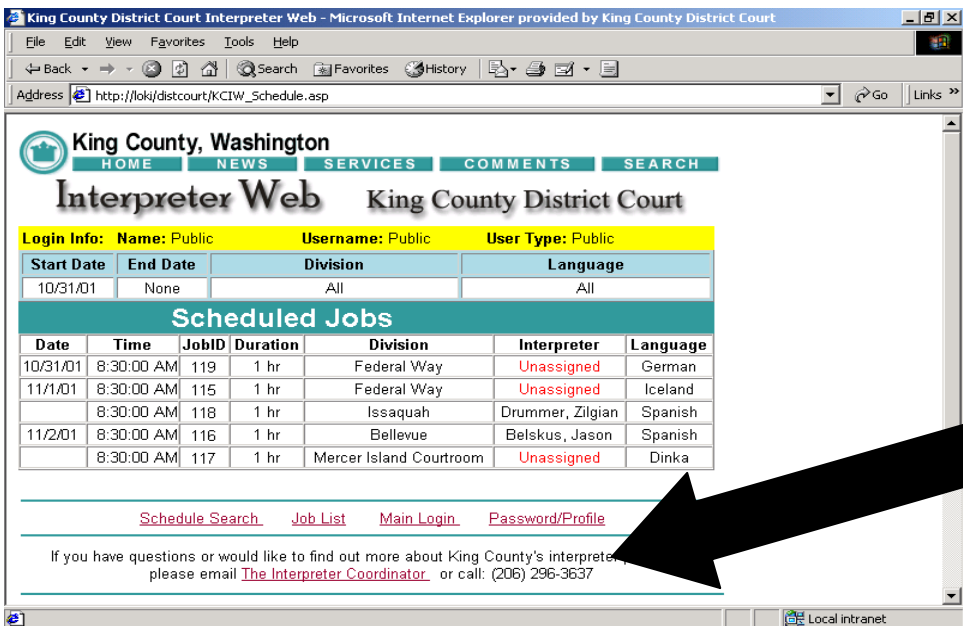 King County District Court Interpreter Web - Microsoft Internet Explorer provided by King County District Court
File Edit View Favorites Tools Help
Back Search Favorites History
Address http://loki/distcourt/KCIW_Schedule.asp Go Links »
King County, Washington
HOME NEWS SERVICES COMMENTS SEARCH
Interpreter Web King County District Court
Login Info: Name: Public Username: Public User Type: Public
Start Date End Date Division Language
10/31/01 None All All
Scheduled Jobs
Date Time JobID Duration Division Interpreter Language
10/31/01 8:30:00 AM 119 1 hr Federal Way Unassigned German
11/1/01 8:30:00 AM 115 1 hr Federal Way Unassigned Iceland
8:30:00 AM 118 1 hr Issaquah Drummer, Zilgian Spanish
11/2/01 8:30:00 AM 116 1 hr Bellevue Belskus, Jason Spanish
8:30:00 AM 117 1 hr Mercer Island Courtroom Unassigned Dinka
Schedule Search Job List Main Login Password/Profile
If you have questions or would like to find out more about King County's interpreter
please email The Interpreter Coordinator or call: (206) 296-3637
Local intranet